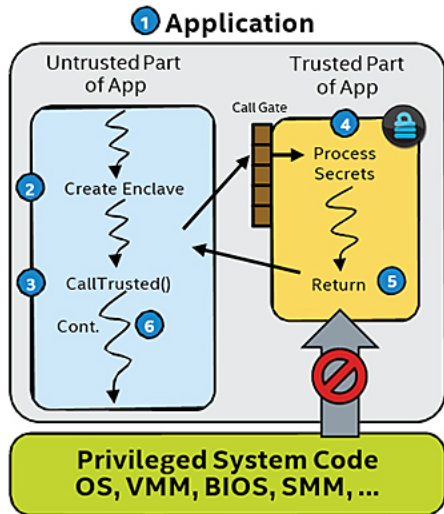 1 Application
Untrusted Part
of App
Trusted Part
of App
Call Gate
2 Create Enclave
3 CallTrusted()
Cont. 6
4
Process
Secrets
Return 5
Privileged System Code
OS, VMM, BIOS, SMM, ...